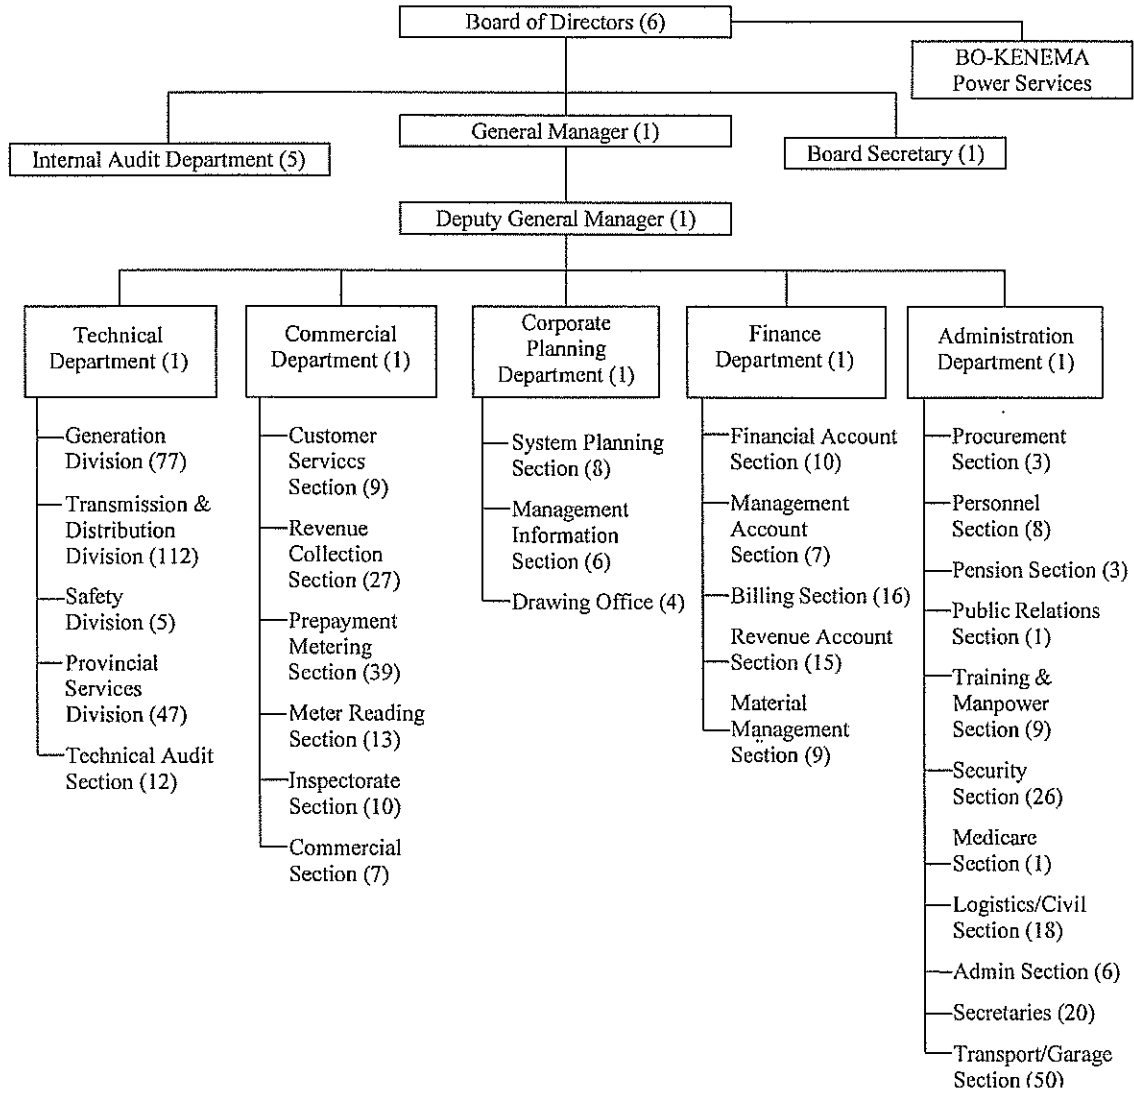 Board of Directors (6)
BO-KENEMA
Power Services
General Manager (1)
Internal Audit Department (5)
Board Secretary (1)
Deputy General Manager (1)
Technical
Department (1)
Commercial
Department (1)
Corporate
Planning
Department (1)
Finance
Department (1)
Administration
Department (1)
Generation
Division (77)
Transmission &
Distribution
Division (112)
Safety
Division (5)
Provincial
Services
Division (47)
Technical Audit
Section (12)
Customer
Services
Section (9)
Revenue
Collection
Section (27)
Prepayment
Metering
Section (39)
Meter Reading
Section (13)
Inspectorate
Section (10)
Commercial
Section (7)
System Planning
Section (8)
Management
Information
Section (6)
Drawing Office (4)
Financial Account
Section (10)
Management
Account
Section (7)
Billing Section (16)
Revenue Account
Section (15)
Material
Management
Section (9)
Procurement
Section (3)
Personnel
Section (8)
Pension Section (3)
Public Relations
Section (1)
Training &
Manpower
Section (9)
Security
Section (26)
Medicare
Section (1)
Logistics/Civil
Section (18)
Admin Section (6)
Secretaries (20)
Transport/Garage
Section (50)